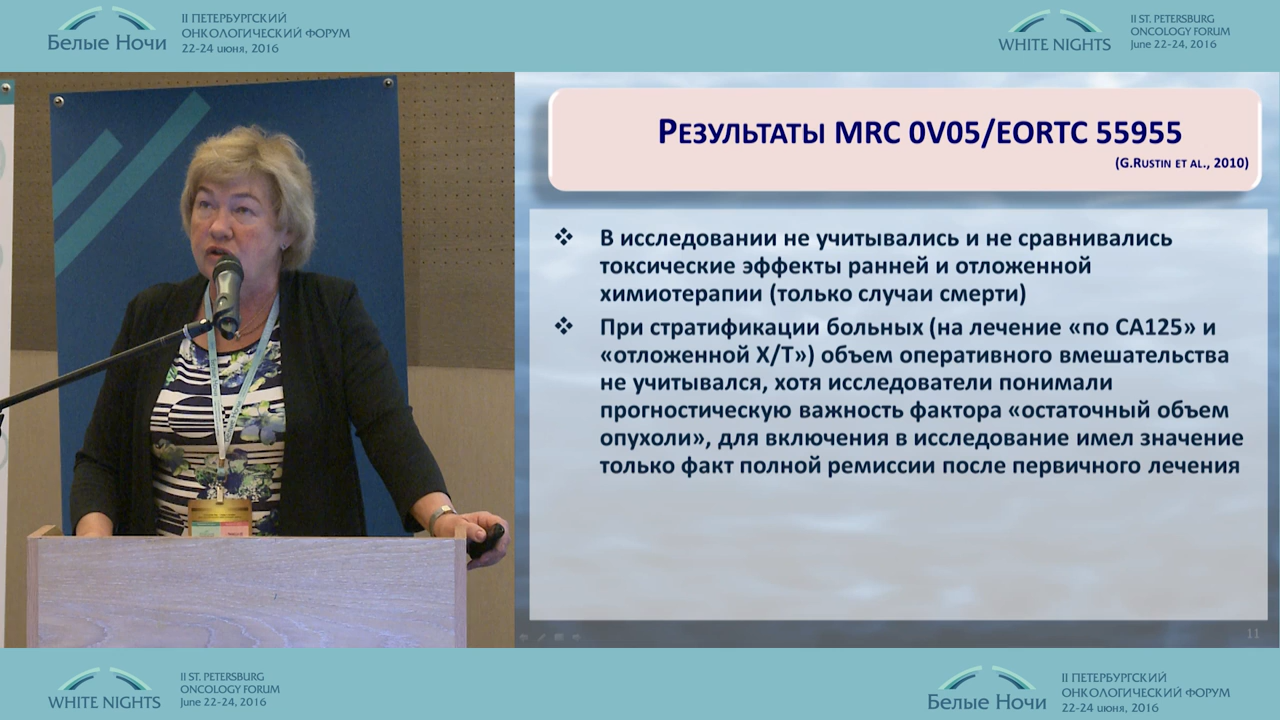 Белые Ночи
II ПЕТЕРБУРГСКИЙ
ОНКОЛОГИЧЕСКИЙ ФОРУМ
22-24 июня, 2016
WHITE NIGHTS
II ST. PETERSBURG
ONCOLOGY FORUM
June 22-24, 2016
РЕЗУЛЬТАТЫ MRC 0V05/EORTC 55955
(G.RUSTIN ET AL., 2010)
❖ В исследовании не учитывались и не сравнивались
токсические эффекты ранней и отложенной
химиотерапии (только случаи смерти)
❖ При стратификации больных (на лечение «по СА125» и
«отложенной Х/Т») объем оперативного вмешательства
не учитывался, хотя исследователи понимали
прогностическую важность фактора «остаточный объем
опухоли», для включения в исследование имел значение
только факт полной ремиссии после первичного лечения
11
WHITE NIGHTS
II ST. PETERSBURG
ONCOLOGY FORUM
June 22-24, 2016
Белые Ночи
II ПЕТЕРБУРГСКИЙ
ОНКОЛОГИЧЕСКИЙ ФОРУМ
22-24 июня, 2016